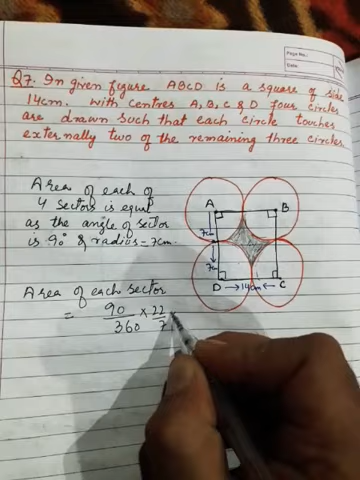 Page No.:
Date:
Q7. In given figure ABCD is a square of side
14cm. With centres A, B, C & D four circles
are drawn such that each circle touches
externally two of the remaining three circles.
Area of each of
4 sectors is equal
as the angle of sector
is 90° & radius = 7cm.
A
B
7cm
7cm
D → 14cm ← C
Area of each sector
= 90/360 × 22/7